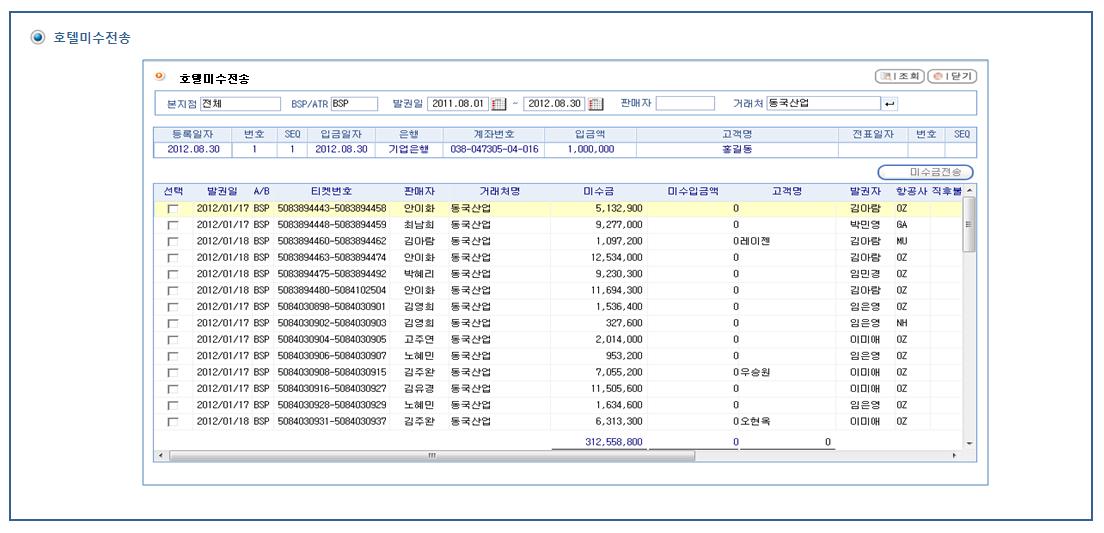 호텔미수전송
호텔미수전송 조회 닫기
본지점 전체 BSP/ATR BSP 발권일 2011.08.01 ~ 2012.08.30 판매자 거래처 동국산업
등록일자 번호 SEQ 입금일자 은행 계좌번호 입금액 고객명 전표일자 번호 SEQ
2012.08.30 1 1 2012.08.30 기업은행 038-047305-04-016 1,000,000 홍길동
미수금전송
선택 발권일 A/B 티켓번호 판매자 거래처명 미수금 미수입금액 고객명 발권자 항공사 직후불
2012/01/17 BSP 5083894443-5083894458 안이화 동국산업 5,132,900 0 김아람 OZ
2012/01/17 BSP 5083894448-5083894459 최남희 동국산업 9,277,000 0 박민영 GA
2012/01/18 BSP 5083894460-5083894462 김아람 동국산업 1,097,200 0 레이젠 김아람 MU
2012/01/18 BSP 5083894463-5083894474 안이화 동국산업 12,534,000 0 김아람 OZ
2012/01/18 BSP 5083894475-5083894492 박혜리 동국산업 9,230,300 0 임민경 OZ
2012/01/18 BSP 5083894480-5084102504 안이화 동국산업 11,694,300 0 김아람 OZ
2012/01/17 BSP 5084030898-5084030901 김영희 동국산업 1,536,400 0 임은영 OZ
2012/01/17 BSP 5084030902-5084030903 김영희 동국산업 327,600 0 임은영 NH
2012/01/17 BSP 5084030904-5084030905 고주연 동국산업 2,014,000 0 이미애 OZ
2012/01/17 BSP 5084030906-5084030907 노혜민 동국산업 953,200 0 임은영 OZ
2012/01/17 BSP 5084030908-5084030915 김주완 동국산업 7,055,200 0 우승원 이미애 OZ
2012/01/17 BSP 5084030916-5084030927 김유경 동국산업 11,505,600 0 이미애 OZ
2012/01/17 BSP 5084030928-5084030929 노혜민 동국산업 1,634,600 0 임은영 OZ
2012/01/18 BSP 5084030931-5084030937 김주완 동국산업 6,313,300 0 오현옥 이미애 OZ
312,558,800 0 0